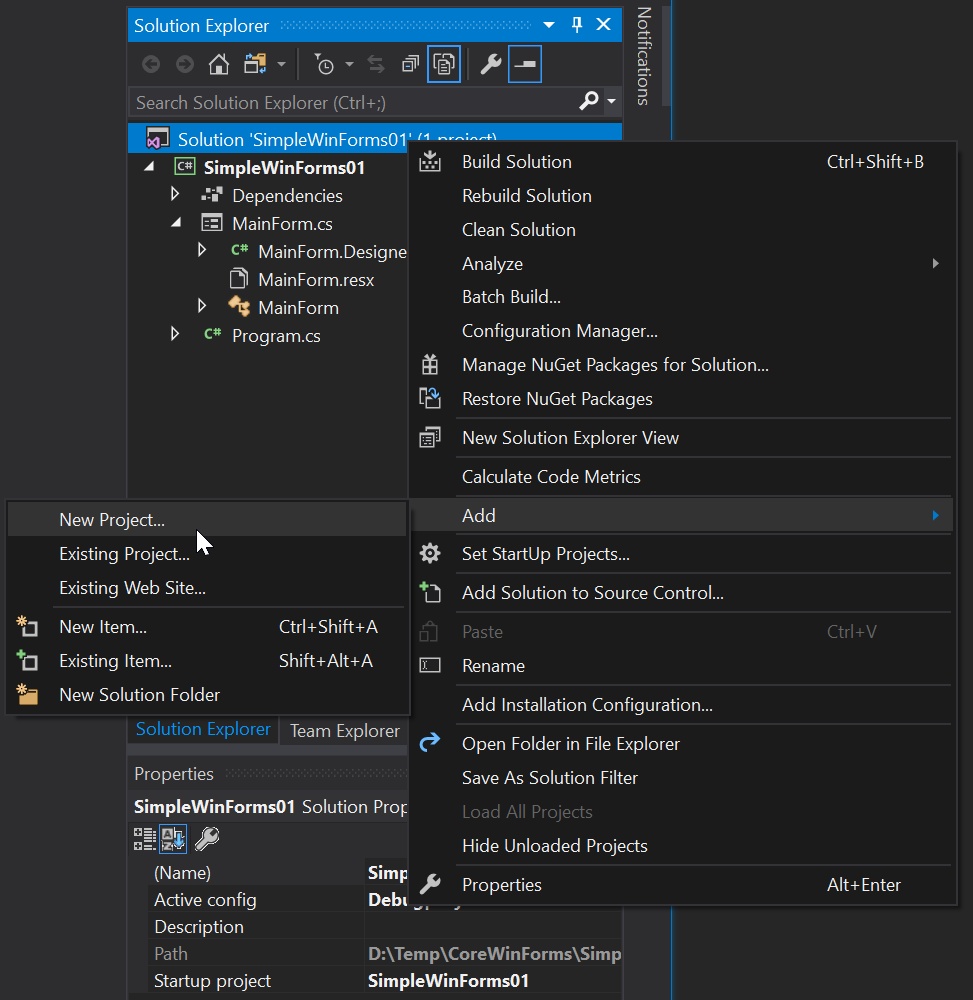 Solution Explorer
Notifications
Search Solution Explorer (Ctrl+;)
Solution 'SimpleWinForms01' (1 project)
C# SimpleWinForms01
Dependencies
MainForm.cs
C# MainForm.Designe
MainForm.resx
MainForm
C# Program.cs
Build Solution Ctrl+Shift+B
Rebuild Solution
Clean Solution
Analyze
Batch Build...
Configuration Manager...
Manage NuGet Packages for Solution...
Restore NuGet Packages
New Solution Explorer View
Calculate Code Metrics
Add
Set StartUp Projects...
Add Solution to Source Control...
Paste Ctrl+V
Rename
Add Installation Configuration...
Open Folder in File Explorer
Save As Solution Filter
Load All Projects
Hide Unloaded Projects
Properties Alt+Enter
New Project...
Existing Project...
Existing Web Site...
New Item... Ctrl+Shift+A
Existing Item... Shift+Alt+A
New Solution Folder
Solution Explorer Team Explorer
Properties
SimpleWinForms01 Solution Prop
(Name) Simp
Active config
Description
Path D:\Temp\CoreWinForms\Simp
Startup project SimpleWinForms01